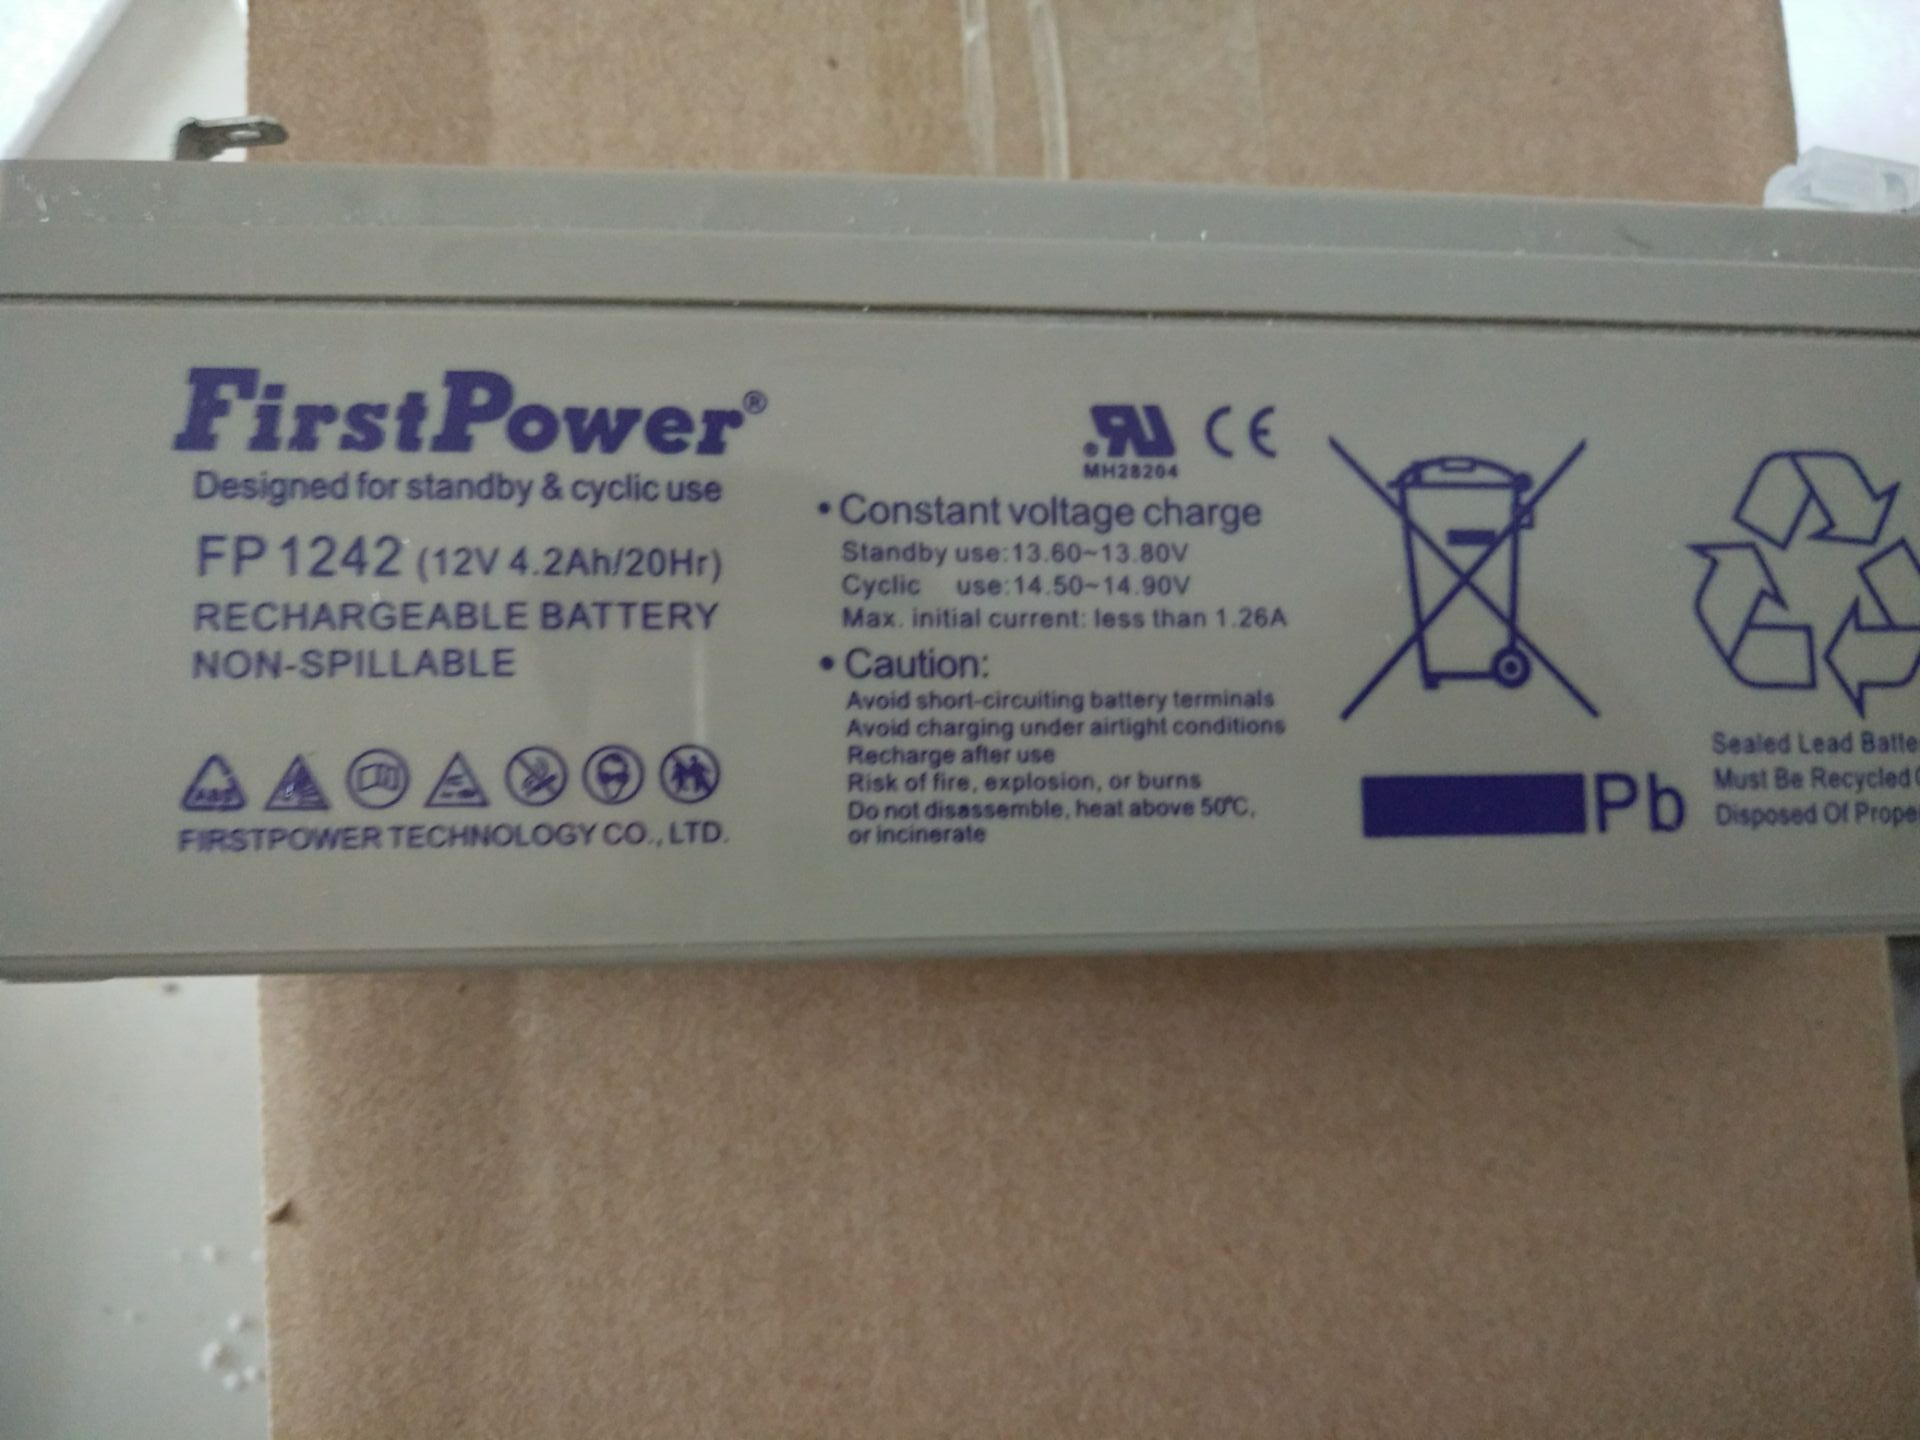 FirstPower®
Designed for standby & cyclic use
FP 1242 (12V 4.2Ah/20Hr)
RECHARGEABLE BATTERY
NON-SPILLABLE
FIRSTPOWER TECHNOLOGY CO., LTD.
MH28204
CE
• Constant voltage charge
Standby use:13.60~13.80V
Cyclic use:14.50~14.90V
Max. initial current: less than 1.26A
• Caution:
Avoid short-circuiting battery terminals
Avoid charging under airtight conditions
Recharge after use
Risk of fire, explosion, or burns
Do not disassemble, heat above 50℃,
or incinerate
Pb
Sealed Lead Batte
Must Be Recycled
Disposed Of Prope